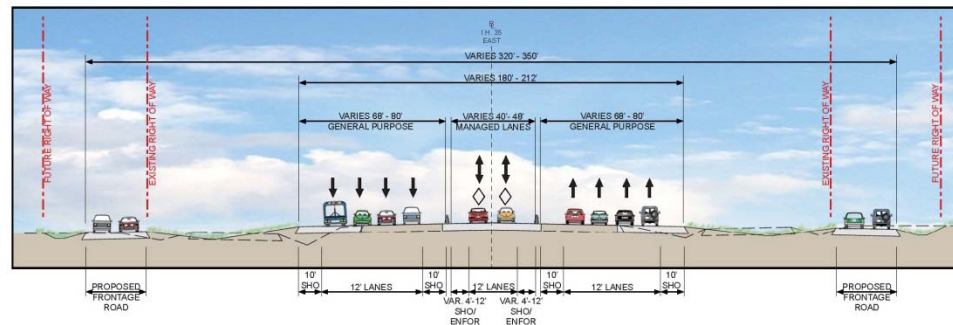 I.H. 35
EAST
VARIES 320' - 350'
VARIES 180' - 212'
VARIES 68' - 80'
GENERAL PURPOSE
VARIES 40'- 48'
MANAGED LANES
VARIES 68' - 80'
GENERAL PURPOSE
FUTURE RIGHT OF WAY
EXISTING RIGHT OF WAY
EXISTING RIGHT OF WAY
FUTURE RIGHT OF WAY
PROPOSED
FRONTAGE
ROAD
10'
SHO
12' LANES
10'
SHO
VAR. 4'-12'
SHO/
ENFOR
12' LANES
VAR. 4'-12'
SHO/
ENFOR
10'
SHO
12' LANES
10'
SHO
PROPOSED
FRONTAGE
ROAD